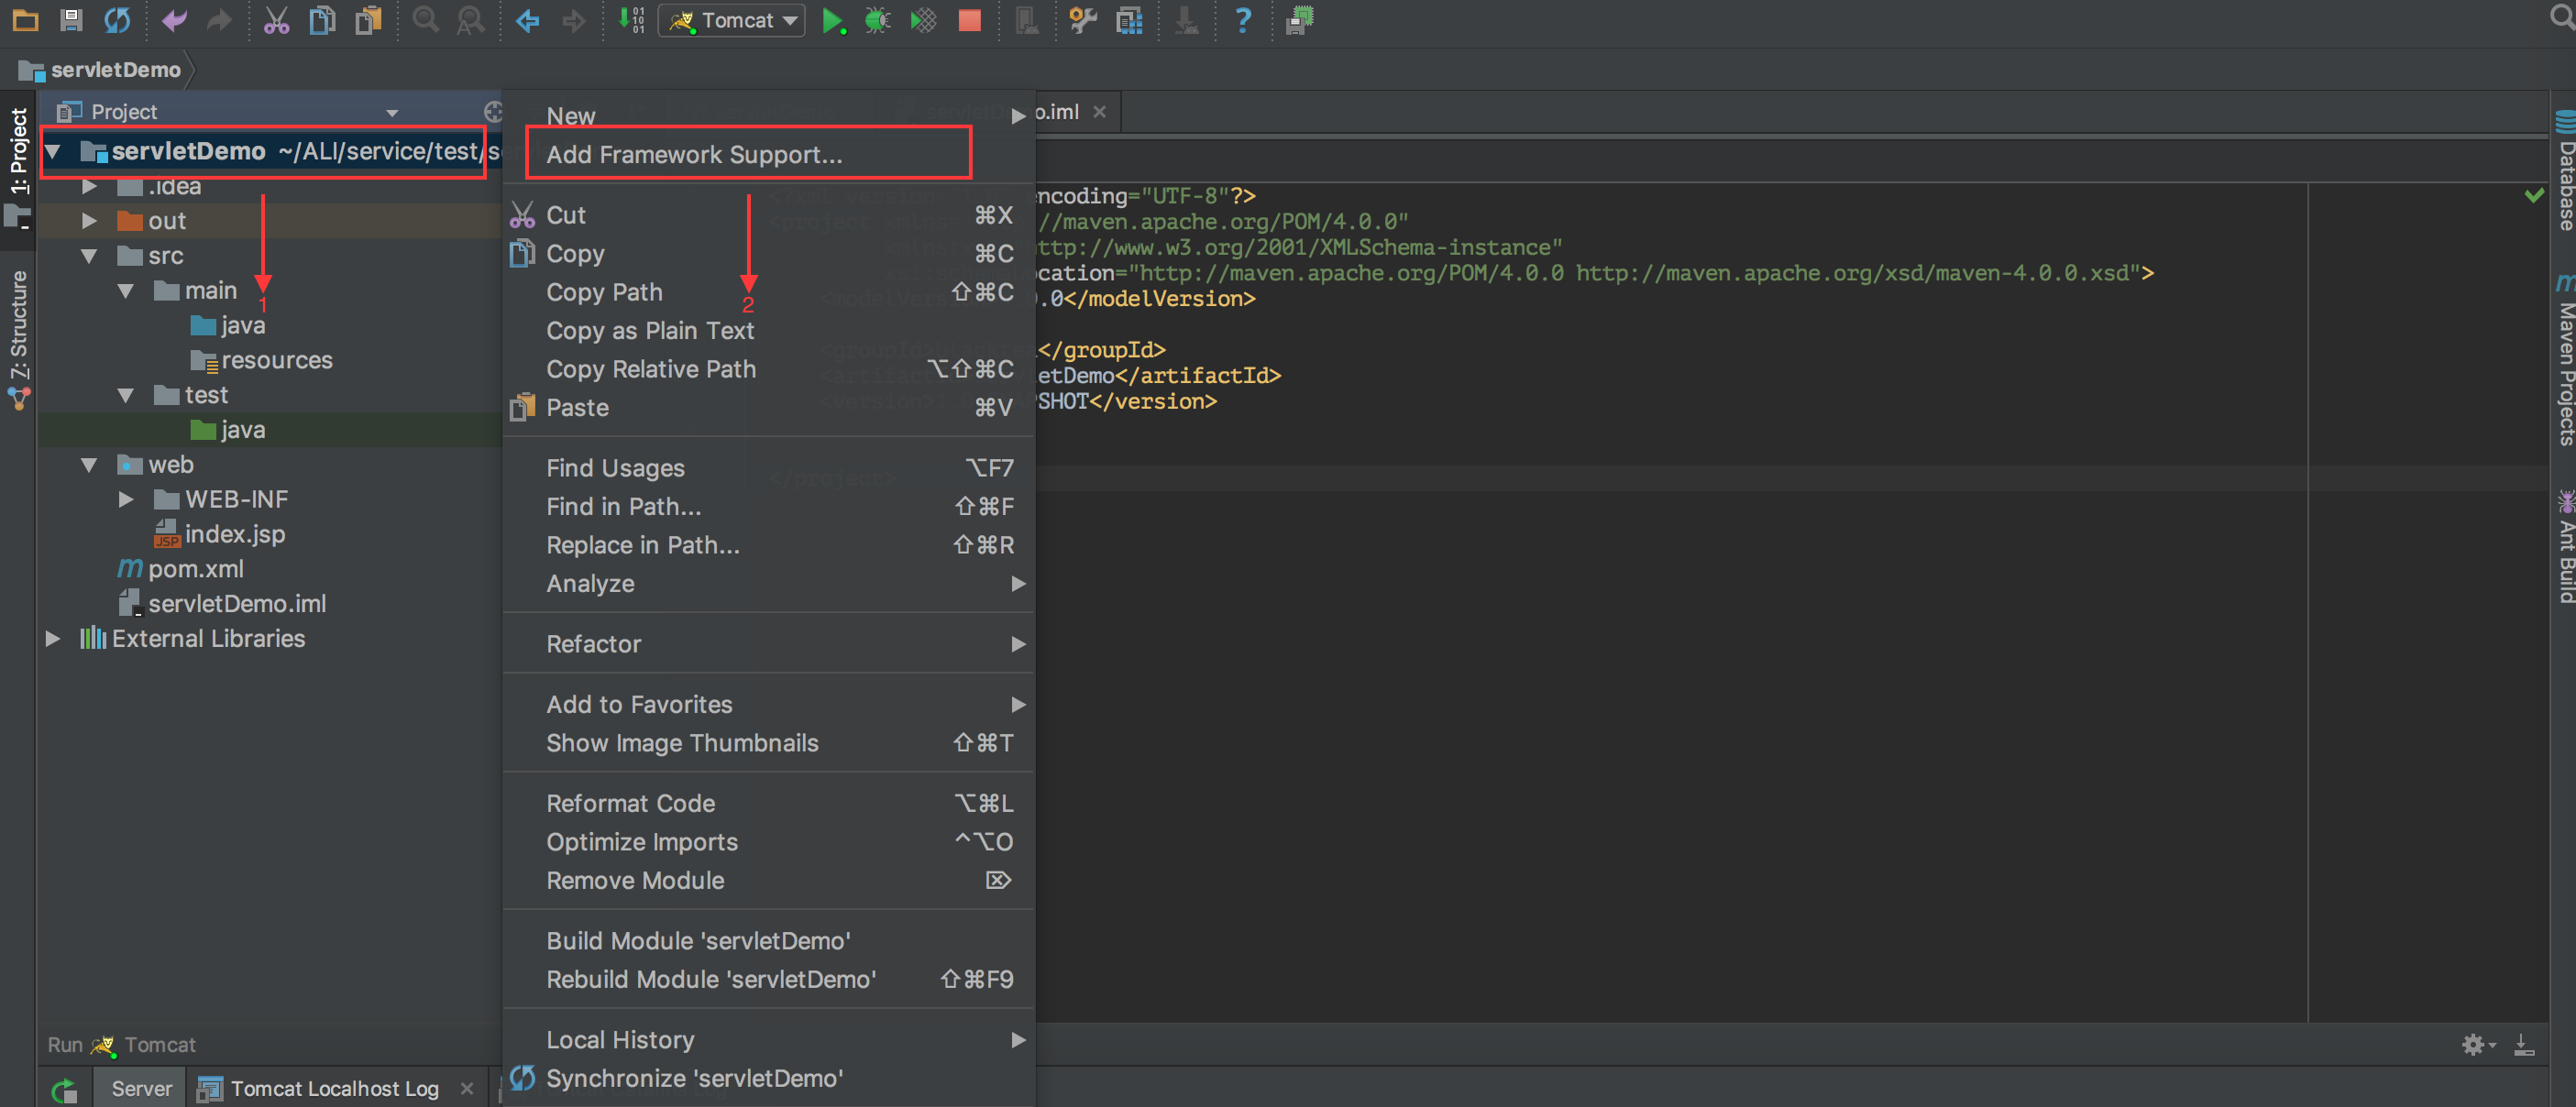 Tomcat
servletDemo
Project
servletDemo ~/ALI/service/test/s
.idea
out
src
main
java
resources
test
java
web
WEB-INF
index.jsp
pom.xml
servletDemo.iml
External Libraries
1
2
1: Project
7: Structure
New
Add Framework Support...
Cut ⌘X
Copy ⌘C
Copy Path ⇧⌘C
Copy as Plain Text
Copy Relative Path ⌥⇧⌘C
Paste ⌘V
Find Usages ⌥F7
Find in Path... ⇧⌘F
Replace in Path... ⇧⌘R
Analyze
Refactor
Add to Favorites
Show Image Thumbnails ⇧⌘T
Reformat Code ⌥⌘L
Optimize Imports ^⌥O
Remove Module ⌦
Build Module 'servletDemo'
Rebuild Module 'servletDemo' ⇧⌘F9
Local History
Synchronize 'servletDemo'
o.iml
encoding="UTF-8"?>
//maven.apache.org/POM/4.0.0"
http://www.w3.org/2001/XMLSchema-instance"
ocation="http://maven.apache.org/POM/4.0.0 http://maven.apache.org/xsd/maven-4.0.0.xsd">
.0</modelVersion>
</groupId>
etDemo</artifactId>
PSHOT</version>
</project>
Database
Maven Projects
Ant Build
Run Tomcat
Server
Tomcat Localhost Log